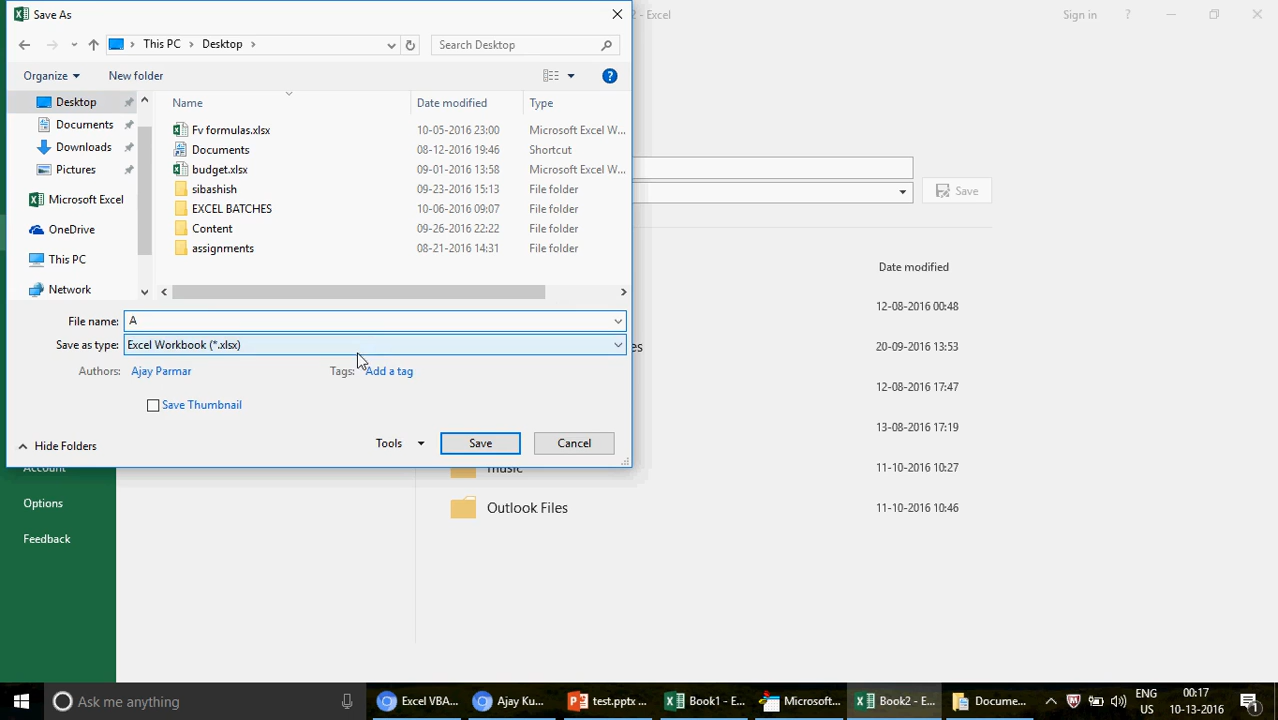 Save As
2 - Excel
Sign in
?
This PC
Desktop
Search Desktop
Organize
New folder
?
Desktop
Documents
Downloads
Pictures
Microsoft Excel
OneDrive
This PC
Network
Name
Date modified
Type
Fv formulas.xlsx
10-05-2016 23:00
Microsoft Excel W...
Documents
08-12-2016 19:46
Shortcut
budget.xlsx
09-01-2016 13:58
Microsoft Excel W...
sibashish
09-23-2016 15:13
File folder
EXCEL BATCHES
10-06-2016 09:07
File folder
Content
09-26-2016 22:22
File folder
assignments
08-21-2016 14:31
File folder
File name: A
Save as type: Excel Workbook (*.xlsx)
Authors: Ajay Parmar
Tags: Add a tag
Save Thumbnail
Hide Folders
Tools
Save
Cancel
Save
Date modified
12-08-2016 00:48
es
20-09-2016 13:53
12-08-2016 17:47
13-08-2016 17:19
music
11-10-2016 10:27
Outlook Files
11-10-2016 10:46
Account
Options
Feedback
Ask me anything
Excel VBA...
Ajay Ku...
test.pptx ...
Book1 - E...
Microsoft...
Book2 - E...
Docume...
ENG
US
00:17
10-13-2016
1